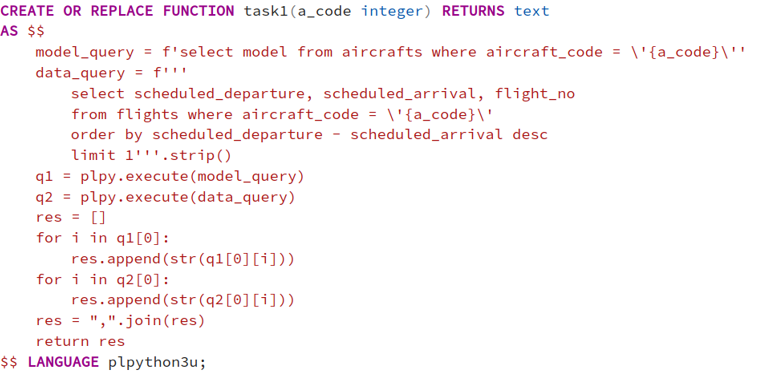 CREATE OR REPLACE FUNCTION task1(a_code integer) RETURNS text
AS $$
    model_query = f'select model from aircrafts where aircraft_code = \'{a_code}\''
    data_query = f'''
        select scheduled_departure, scheduled_arrival, flight_no
        from flights where aircraft_code = \'{a_code}\'
        order by scheduled_departure - scheduled_arrival desc
        limit 1'''.strip()
    q1 = plpy.execute(model_query)
    q2 = plpy.execute(data_query)
    res = []
    for i in q1[0]:
        res.append(str(q1[0][i]))
    for i in q2[0]:
        res.append(str(q2[0][i]))
    res = ",".join(res)
    return res
$$ LANGUAGE plpython3u;